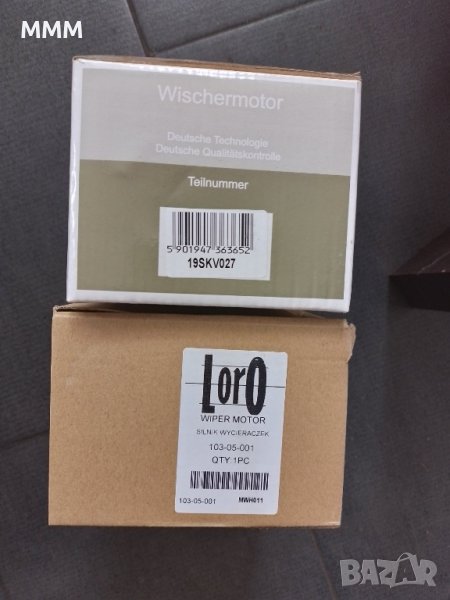 MMM
Wischermotor
Deutsche Technologie
Deutsche Qualitätskontrolle
Teilnummer
5 901947 363652
19SKV027
LorO
WIPER MOTOR
SILNIK WYCIERACZEK
103-05-001
QTY:1PC
103-05-001 MWH011
BAZAR